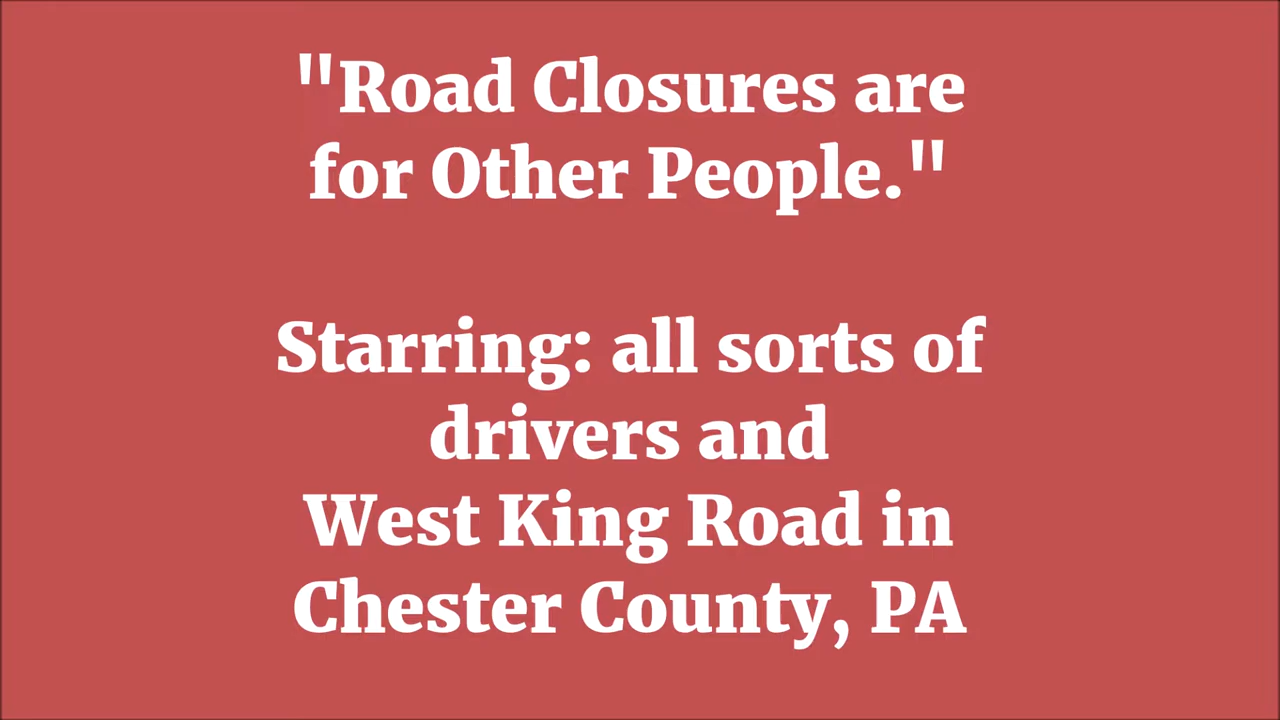 "Road Closures are
for Other People."
Starring: all sorts of
drivers and
West King Road in
Chester County, PA